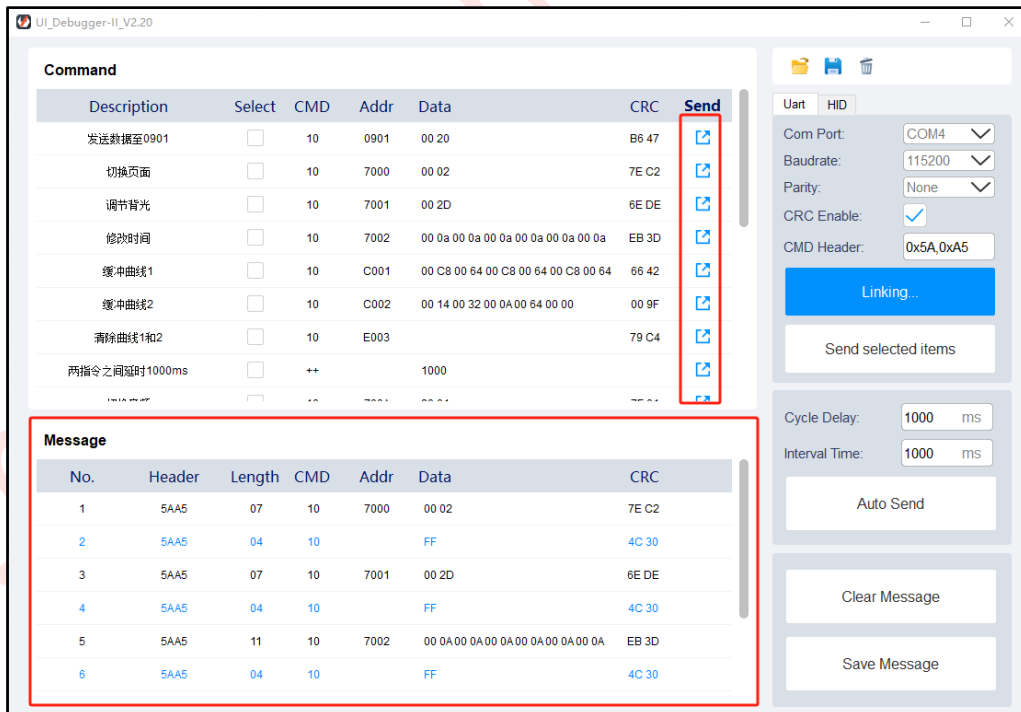 UI_Debugger-II_V2.20
Command
Description Select CMD Addr Data CRC Send
发送数据至0901 10 0901 00 20 B6 47
切换页面 10 7000 00 02 7E C2
调节背光 10 7001 00 2D 6E DE
修改时间 10 7002 00 0a 00 0a 00 0a 00 0a 00 0a 00 0a EB 3D
缓冲曲线1 10 C001 00 C8 00 64 00 C8 00 64 00 C8 00 64 66 42
缓冲曲线2 10 C002 00 14 00 32 00 0A 00 64 00 00 00 9F
清除曲线1和2 10 E003 79 C4
两指令之间延时1000ms ++ 1000
Message
No. Header Length CMD Addr Data CRC
1 5AA5 07 10 7000 00 02 7E C2
2 5AA5 04 10 FF 4C 30
3 5AA5 07 10 7001 00 2D 6E DE
4 5AA5 04 10 FF 4C 30
5 5AA5 11 10 7002 00 0A 00 0A 00 0A 00 0A 00 0A 00 0A EB 3D
6 5AA5 04 10 FF 4C 30
Uart HID
Com Port: COM4
Baudrate: 115200
Parity: None
CRC Enable:
CMD Header: 0x5A,0xA5
Linking...
Send selected items
Cycle Delay: 1000 ms
Interval Time: 1000 ms
Auto Send
Clear Message
Save Message